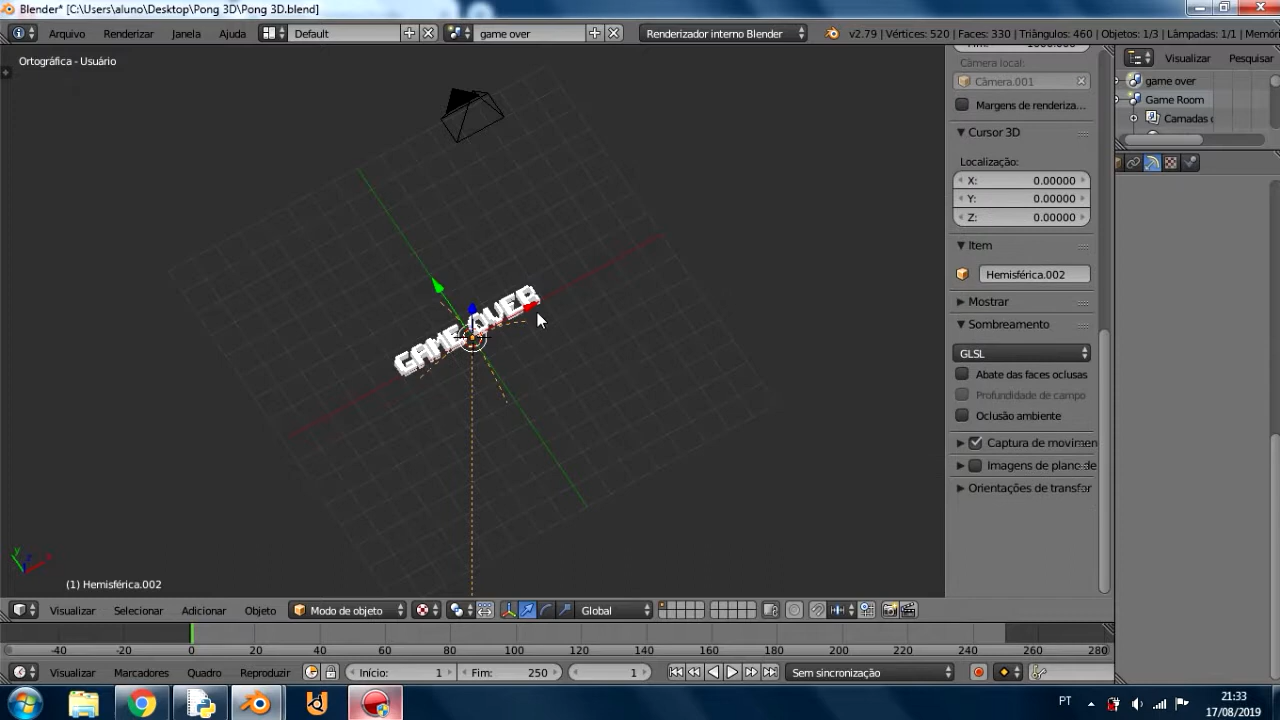 Blender* [C:\Users\aluno\Desktop\Pong 3D\Pong 3D.blend]
Arquivo Renderizar Janela Ajuda Default game over Renderizador interno Blender v2.79 | Vértices: 520 | Faces: 330 | Triângulos: 460 | Objetos: 1/3 | Lâmpadas: 1/1 | Memóri
Ortográfica - Usuário
GAME OVER
(1) Hemisférica.002
Câmera local:
Câmera.001
Margens de renderiza...
Cursor 3D
Localização:
X: 0.00000
Y: 0.00000
Z: 0.00000
Item
Hemisférica.002
Mostrar
Sombreamento
GLSL
Abate das faces oclusas
Profundidade de campo
Oclusão ambiente
Captura de movimen
Imagens de plano de
Orientações de transfor
Visualizar Pesquisar
game over
Game Room
Camadas
Visualizar Selecionar Adicionar Objeto Modo de objeto Global
-40 -20 0 20 40 60 80 100 120 140 160 180 200 220 240 260 280
Visualizar Marcadores Quadro Reproduzir Início: 1 Fim: 250 1 Sem sincronização
PT
21:33
17/08/2019